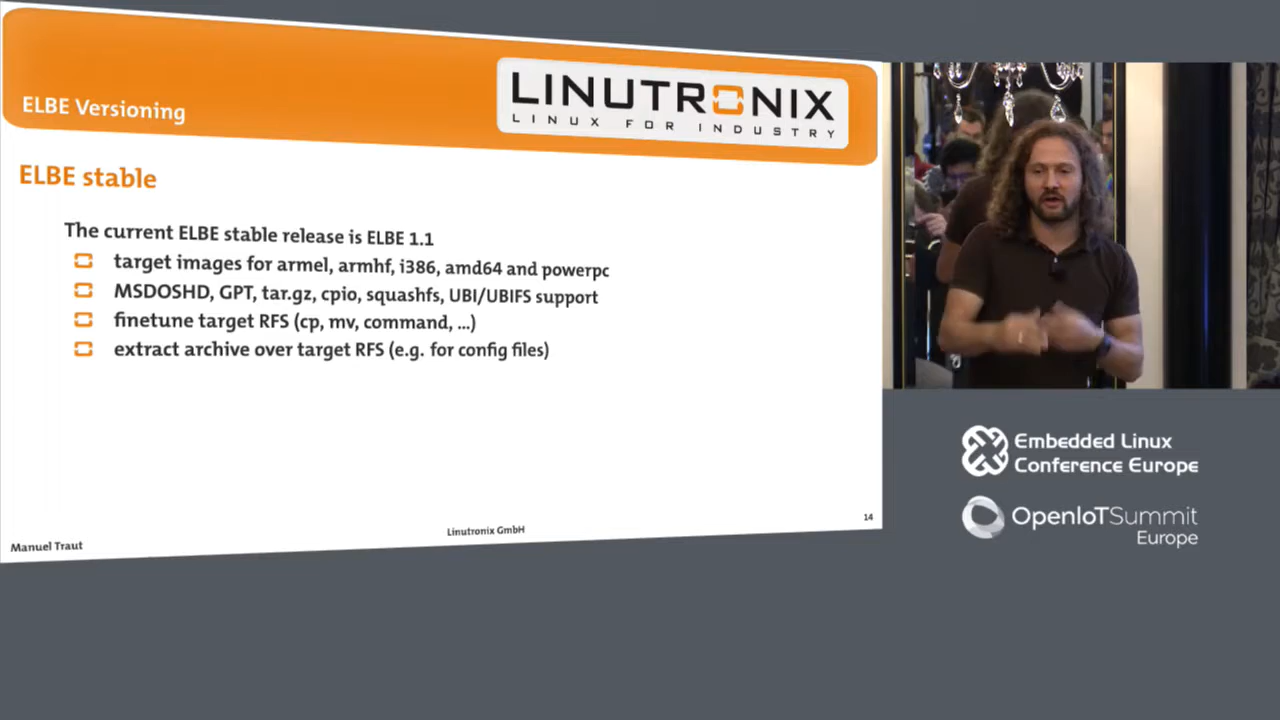 ELBE Versioning
LINUTRONIX
LINUX FOR INDUSTRY
ELBE stable
The current ELBE stable release is ELBE 1.1
target images for armel, armhf, i386, amd64 and powerpc
MSDOSHD, GPT, tar.gz, cpio, squashfs, UBI/UBIFS support
finetune target RFS (cp, mv, command, ...)
extract archive over target RFS (e.g. for config files)
Manuel Traut
Linutronix GmbH
14
Embedded Linux
Conference Europe
OpenIoTSummit
Europe